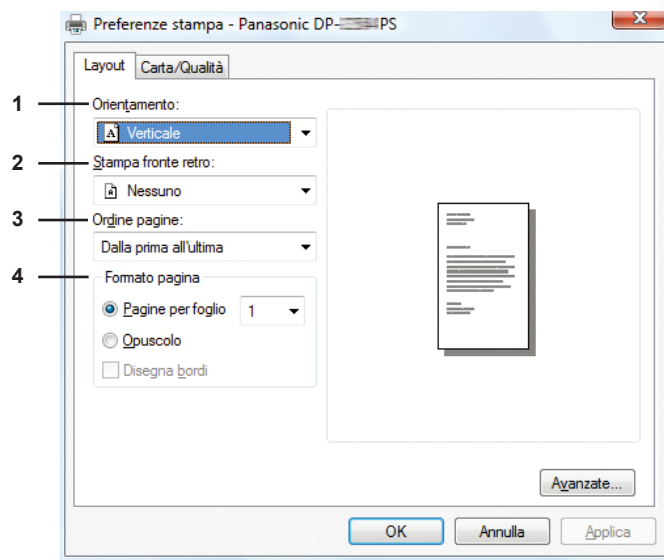 Preferenze stampa - Panasonic DP- PS
Layout
Carta/Qualità
1
Orientamento:
A Verticale
2
Stampa fronte retro:
Nessuno
3
Ordine pagine:
Dalla prima all'ultima
4
Formato pagina
Pagine per foglio 1
Opuscolo
Disegna bordi
Avanzate...
OK
Annulla
Applica